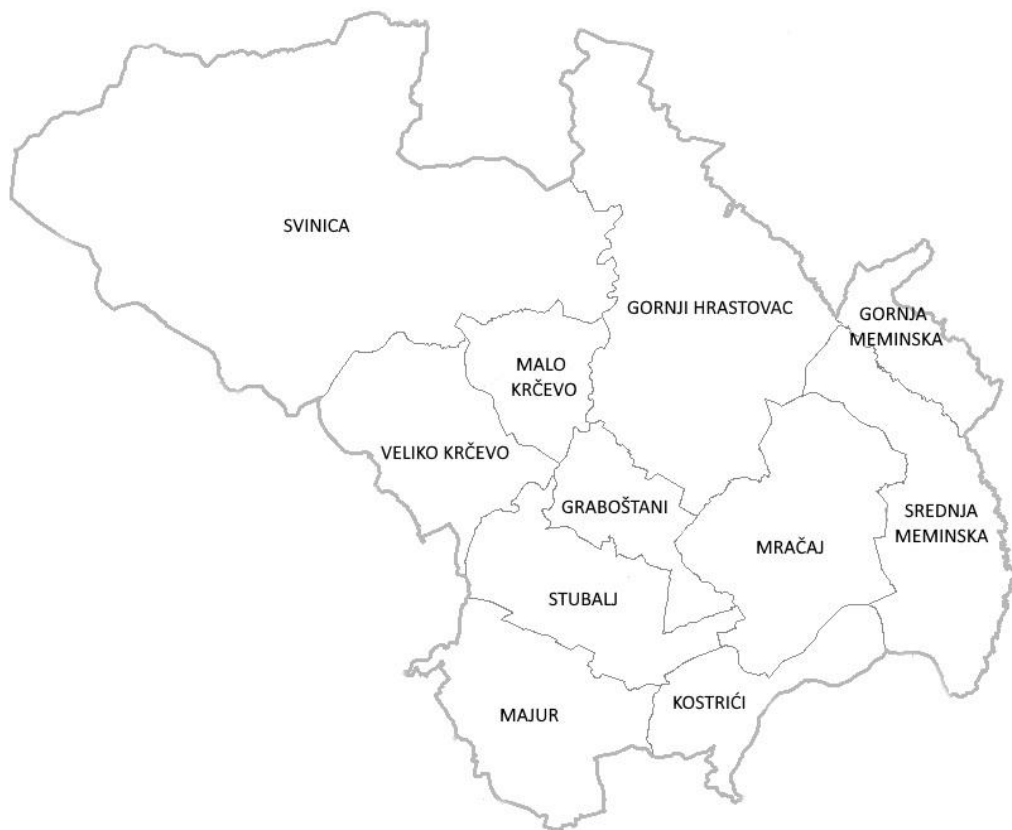 SVINICA
GORNJI HRASTOVAC
GORNJA
MEMINSKA
MALO
KRČEVO
VELIKO KRČEVO
GRABOŠTANI
SREDNJA
MEMINSKA
MRAČAJ
STUBALJ
KOSTRIĆI
MAJUR